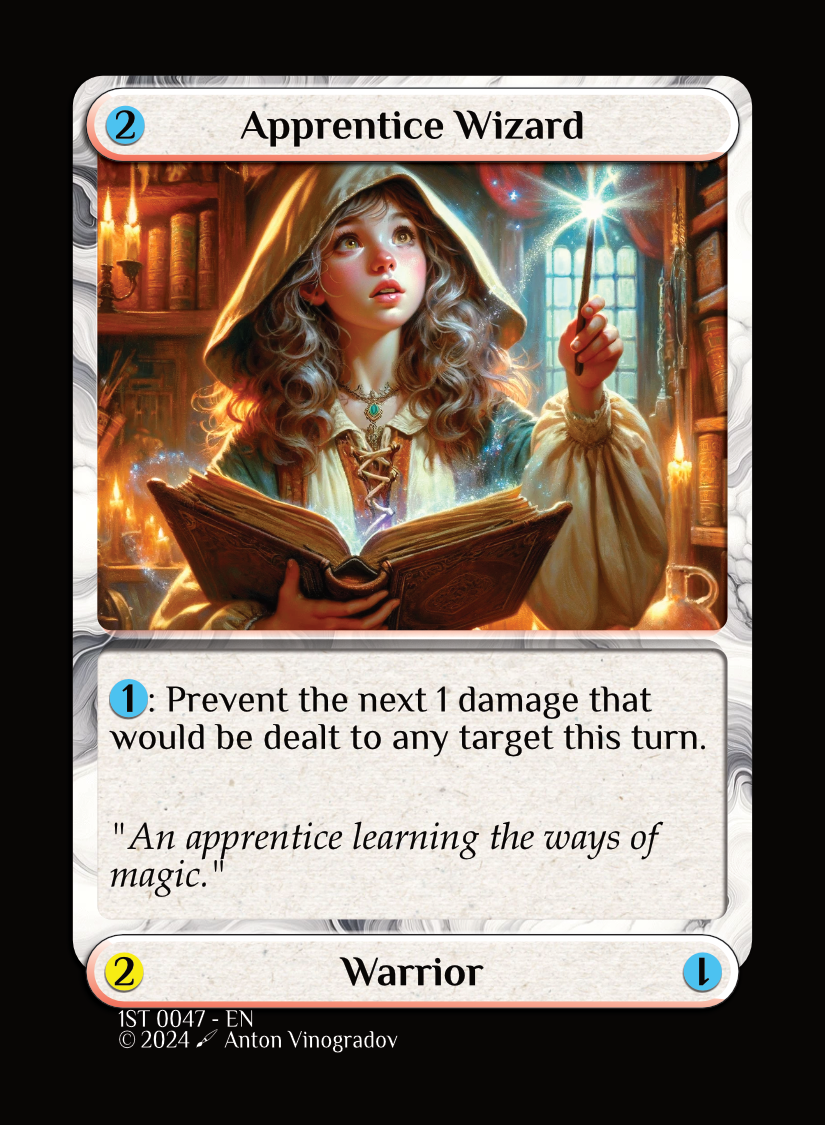 2 Apprentice Wizard
1: Prevent the next 1 damage that
would be dealt to any target this turn.
"An apprentice learning the ways of
magic."
2 Warrior 1
1ST 0047 - EN
© 2024 Anton Vinogradov